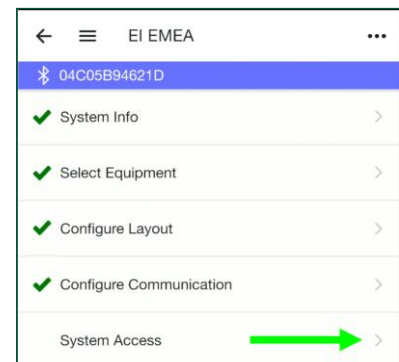 EI EMEA
04C05B94621D
System Info
Select Equipment
Configure Layout
Configure Communication
System Access